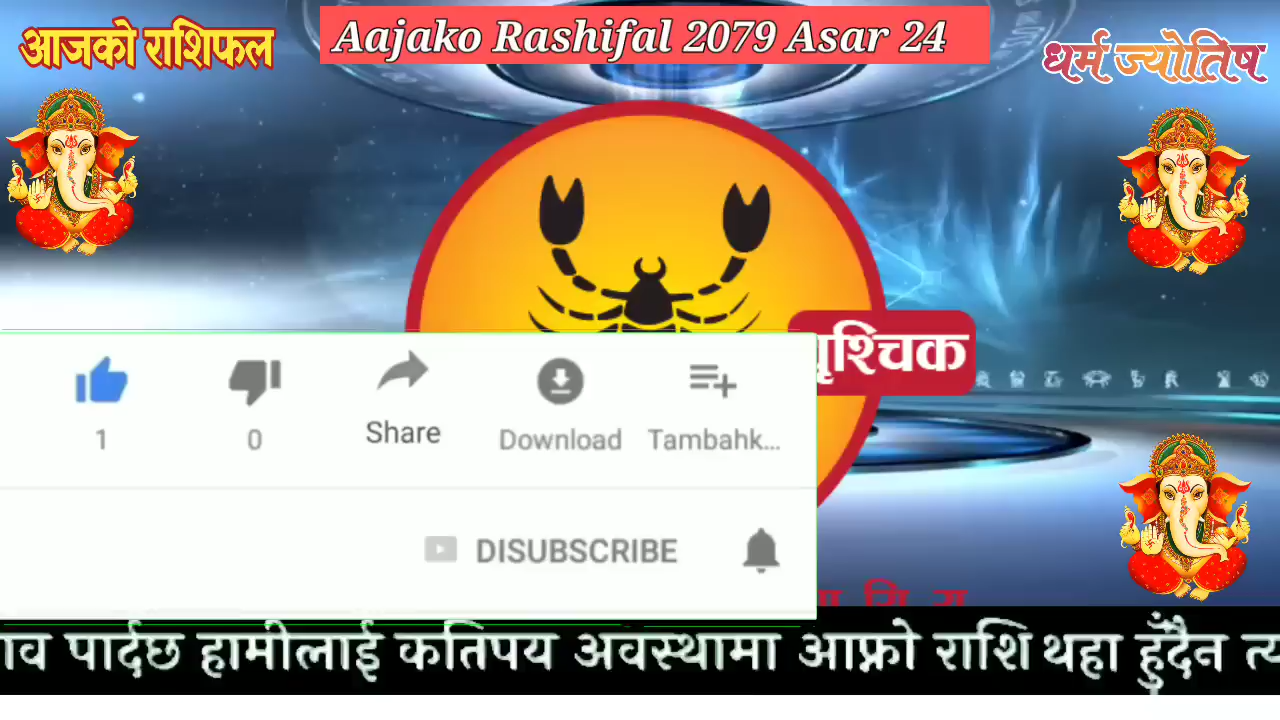 आजको राशिफल
Aajako Rashifal 2079 Asar 24
धर्म ज्योतिष
वृश्चिक
1
0
Share
Download
Tambahk...
DISUBSCRIBE
ाव पार्दछ हामीलाई कतिपय अवस्थामा आफ्रो राशि थहा हुँदैन त्य